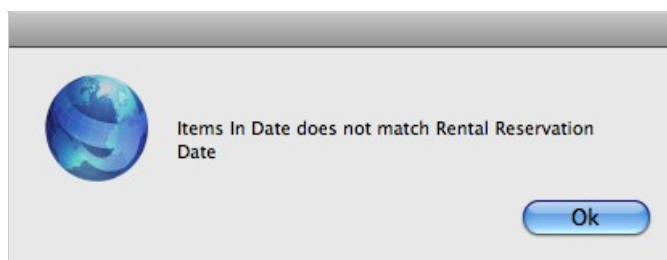 Items In Date does not match Rental Reservation
Date
Ok